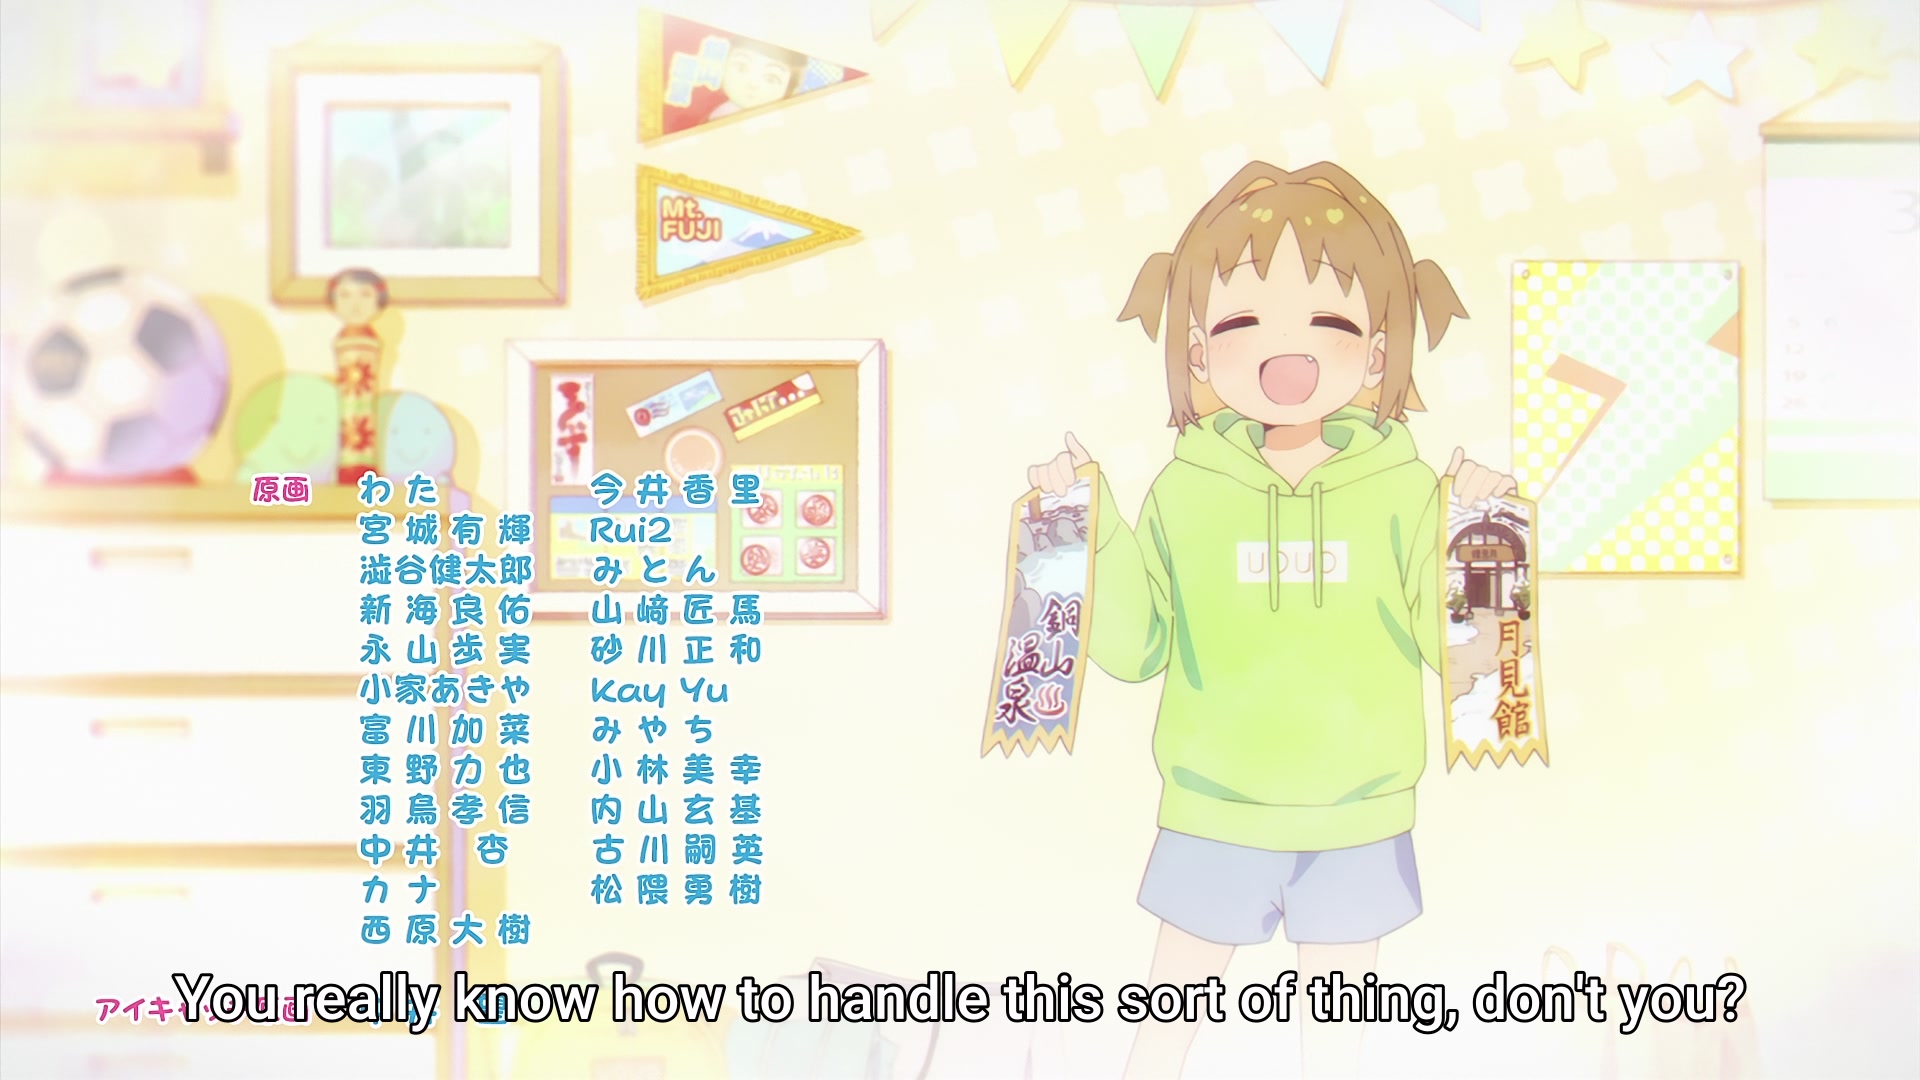 Mt.
FUJI
原画
わた
宮城有輝
澁谷健太郎
新海良佑
永山歩実
小家あきや
富川加菜
東野力也
羽鳥孝信
中井 杏
カナ
西原大樹
今井香里
Rui2
みとん
山﨑匠馬
砂川正和
Kay Yu
みやち
小林美幸
内山玄基
古川嗣英
松隈勇樹
UDUD
銅山
温泉♨
月見館
You really know how to handle this sort of thing, don't you?